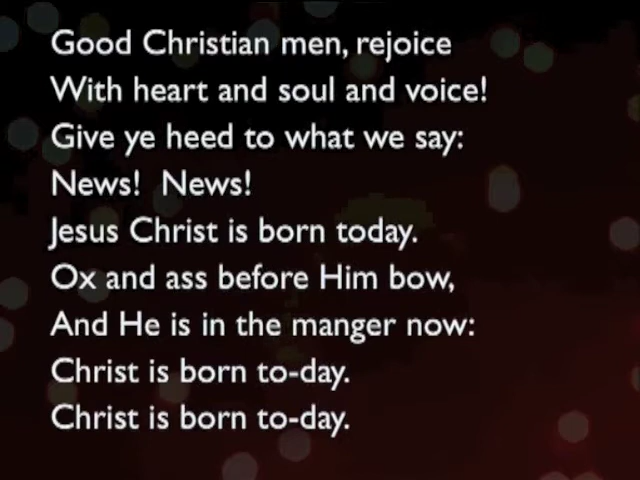 Good Christian men, rejoice
With heart and soul and voice!
Give ye heed to what we say:
News!  News!
Jesus Christ is born today.
Ox and ass before Him bow,
And He is in the manger now:
Christ is born to-day.
Christ is born to-day.